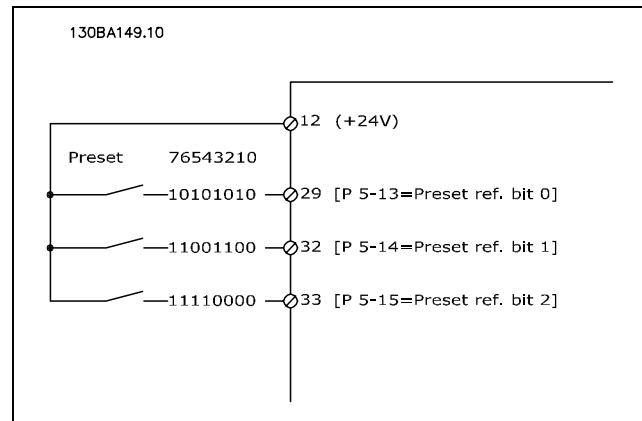 130BA149.10
12 (+24V)
Preset 76543210
10101010 29 [P 5-13=Preset ref. bit 0]
11001100 32 [P 5-14=Preset ref. bit 1]
11110000 33 [P 5-15=Preset ref. bit 2]